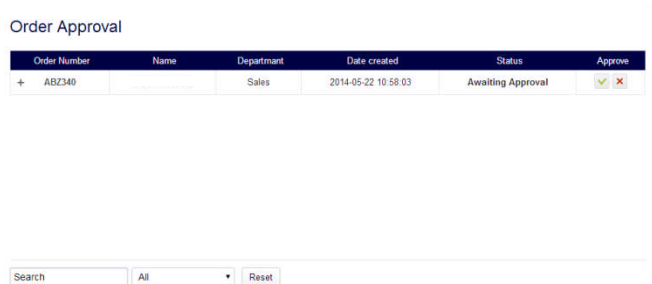 Order Approval
Order Number Name Departmant Date created Status Approve
+ ABZ340 Sales 2014-05-22 10:58:03 Awaiting Approval
Search All Reset